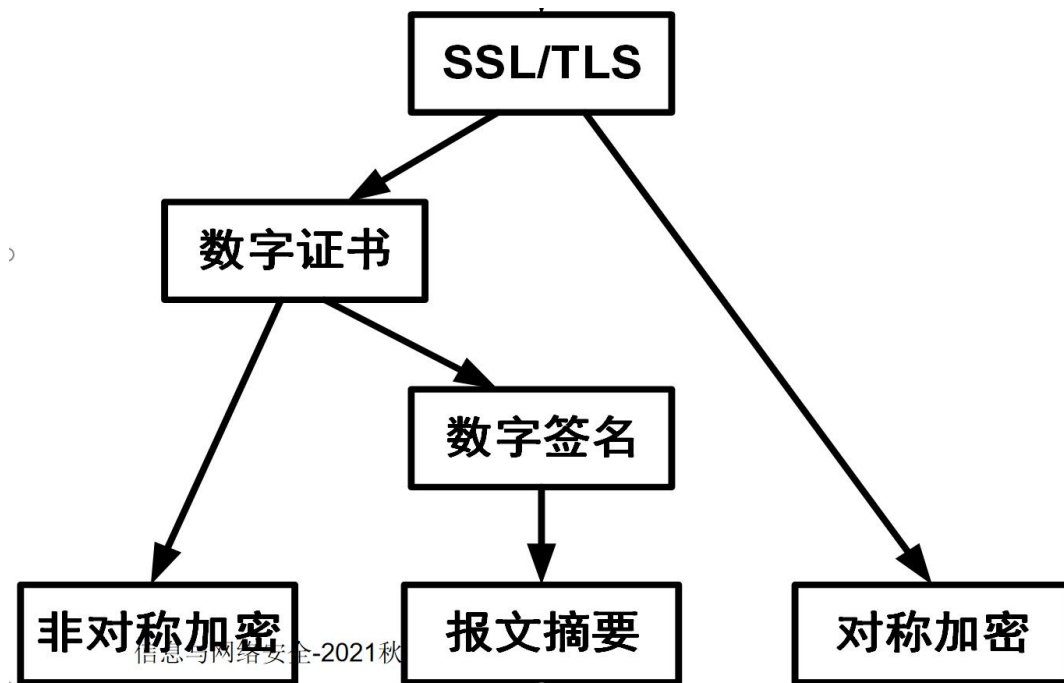 SSL/TLS
数字证书
数字签名
非对称加密
报文摘要
对称加密
信息与网络安全-2021秋